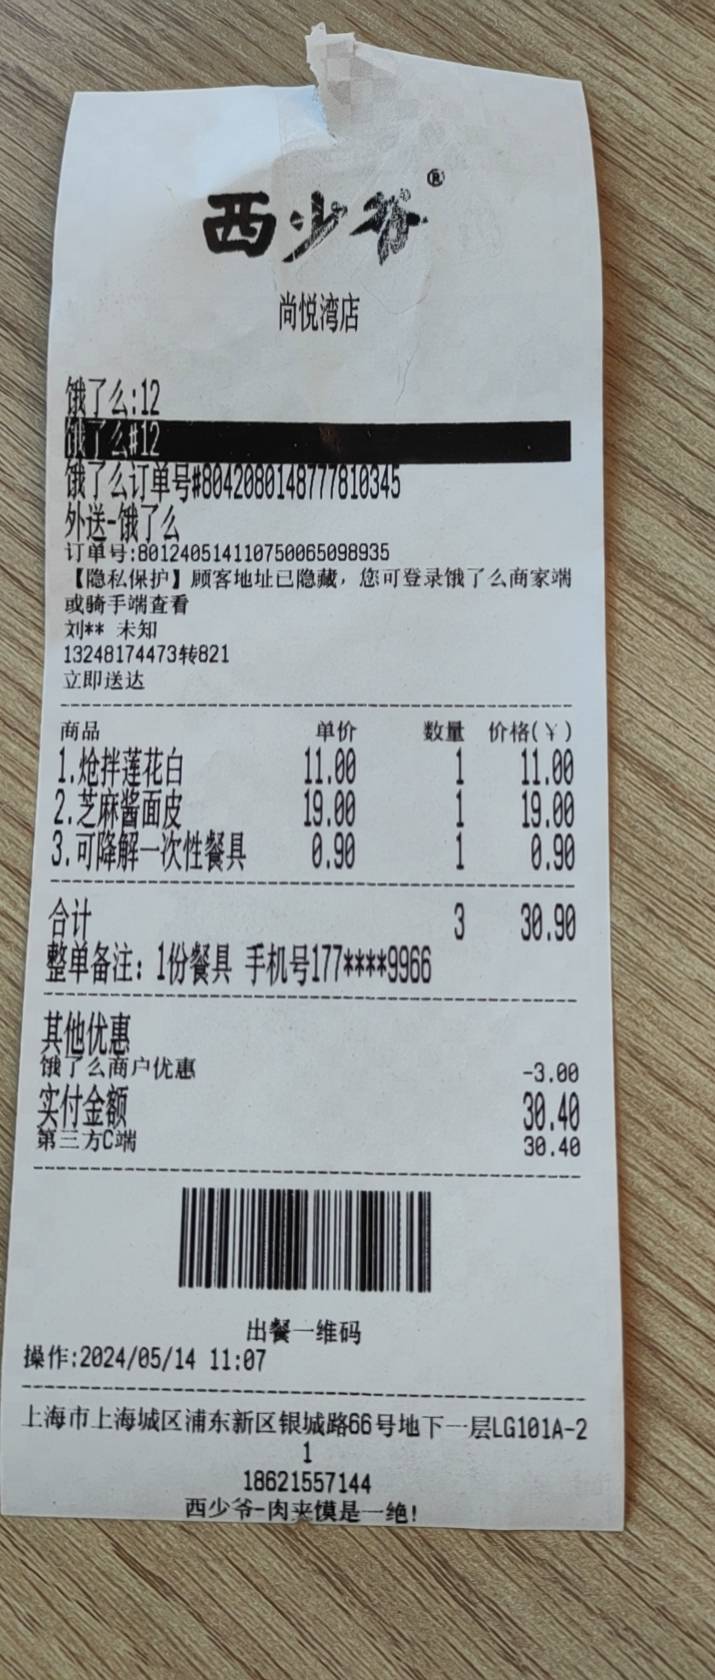 西少爷®
尚悦湾店
饿了么:12
饿了么#12
饿了么订单号#8042080148777810345
外送-饿了么
订单号:801240514110750065098935
【隐私保护】顾客地址已隐藏，您可登录饿了么商家端
或骑手端查看
刘** 未知
13248174473转821
立即送达
商品 单价 数量 价格(￥)
1.炝拌莲花白 11.00 1 11.00
2.芝麻酱面皮 19.00 1 19.00
3.可降解一次性餐具 0.90 1 0.90
合计 3 30.90
整单备注: 1份餐具 手机号177****9966
其他优惠
饿了么商户优惠 -3.00
实付金额 30.40
第三方C端 30.40
出餐一维码
操作:2024/05/14 11:07
上海市上海城区浦东新区银城路66号地下一层LG101A-2
1
18621557144
西少爷-肉夹馍是一绝!